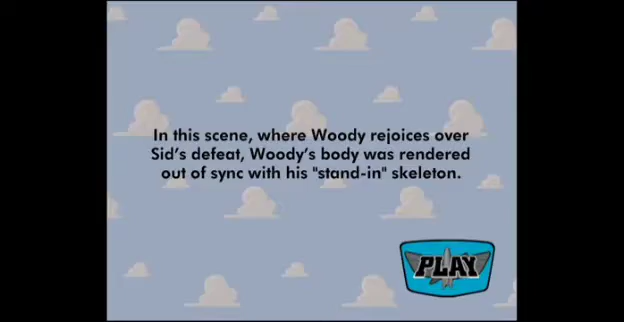 In this scene, where Woody rejoices over
Sid's defeat, Woody's body was rendered
out of sync with his "stand-in" skeleton.
PLAY